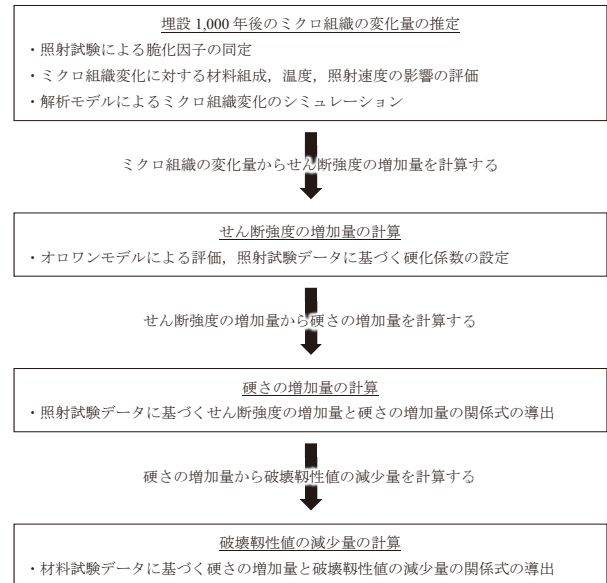 埋設 1,000 年後のミクロ組織の変化量の推定
・照射試験による脆化因子の同定
・ミクロ組織変化に対する材料組成，温度，照射速度の影響の評価
・解析モデルによるミクロ組織変化のシミュレーション
ミクロ組織の変化量からせん断強度の増加量を計算する
せん断強度の増加量の計算
・オロワンモデルによる評価，照射試験データに基づく硬化係数の設定
せん断強度の増加量から硬さの増加量を計算する
硬さの増加量の計算
・照射試験データに基づくせん断強度の増加量と硬さの増加量の関係式の導出
硬さの増加量から破壊靱性値の減少量を計算する
破壊靱性値の減少量の計算
・材料試験データに基づく硬さの増加量と破壊靱性値の減少量の関係式の導出